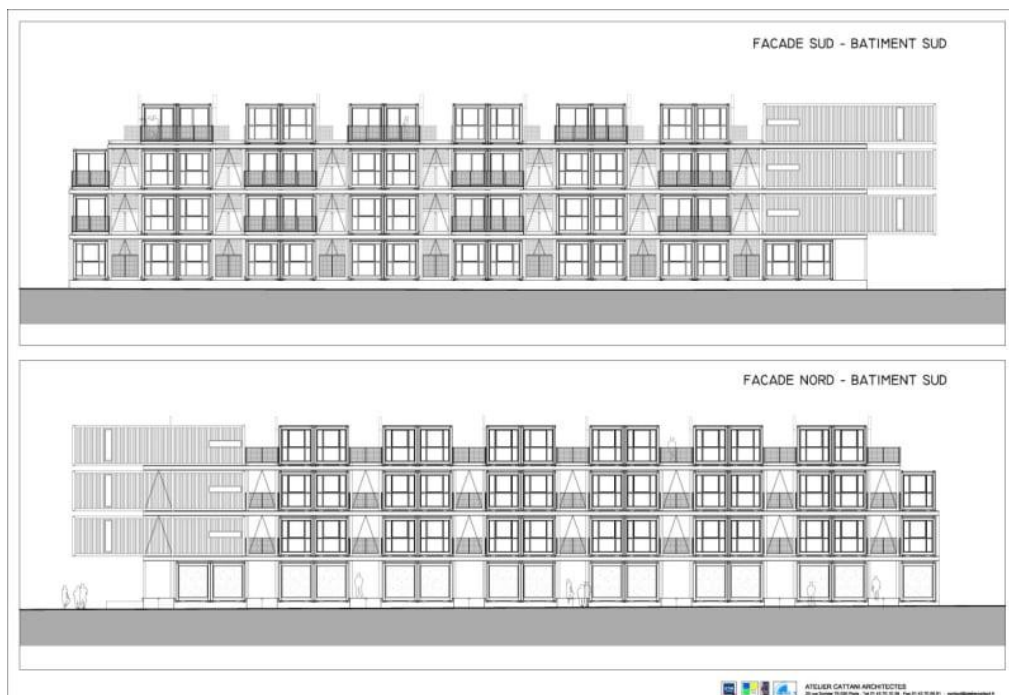 FACADE SUD - BATIMENT SUD
FACADE NORD - BATIMENT SUD
ATELIER CATTANI ARCHITECTES